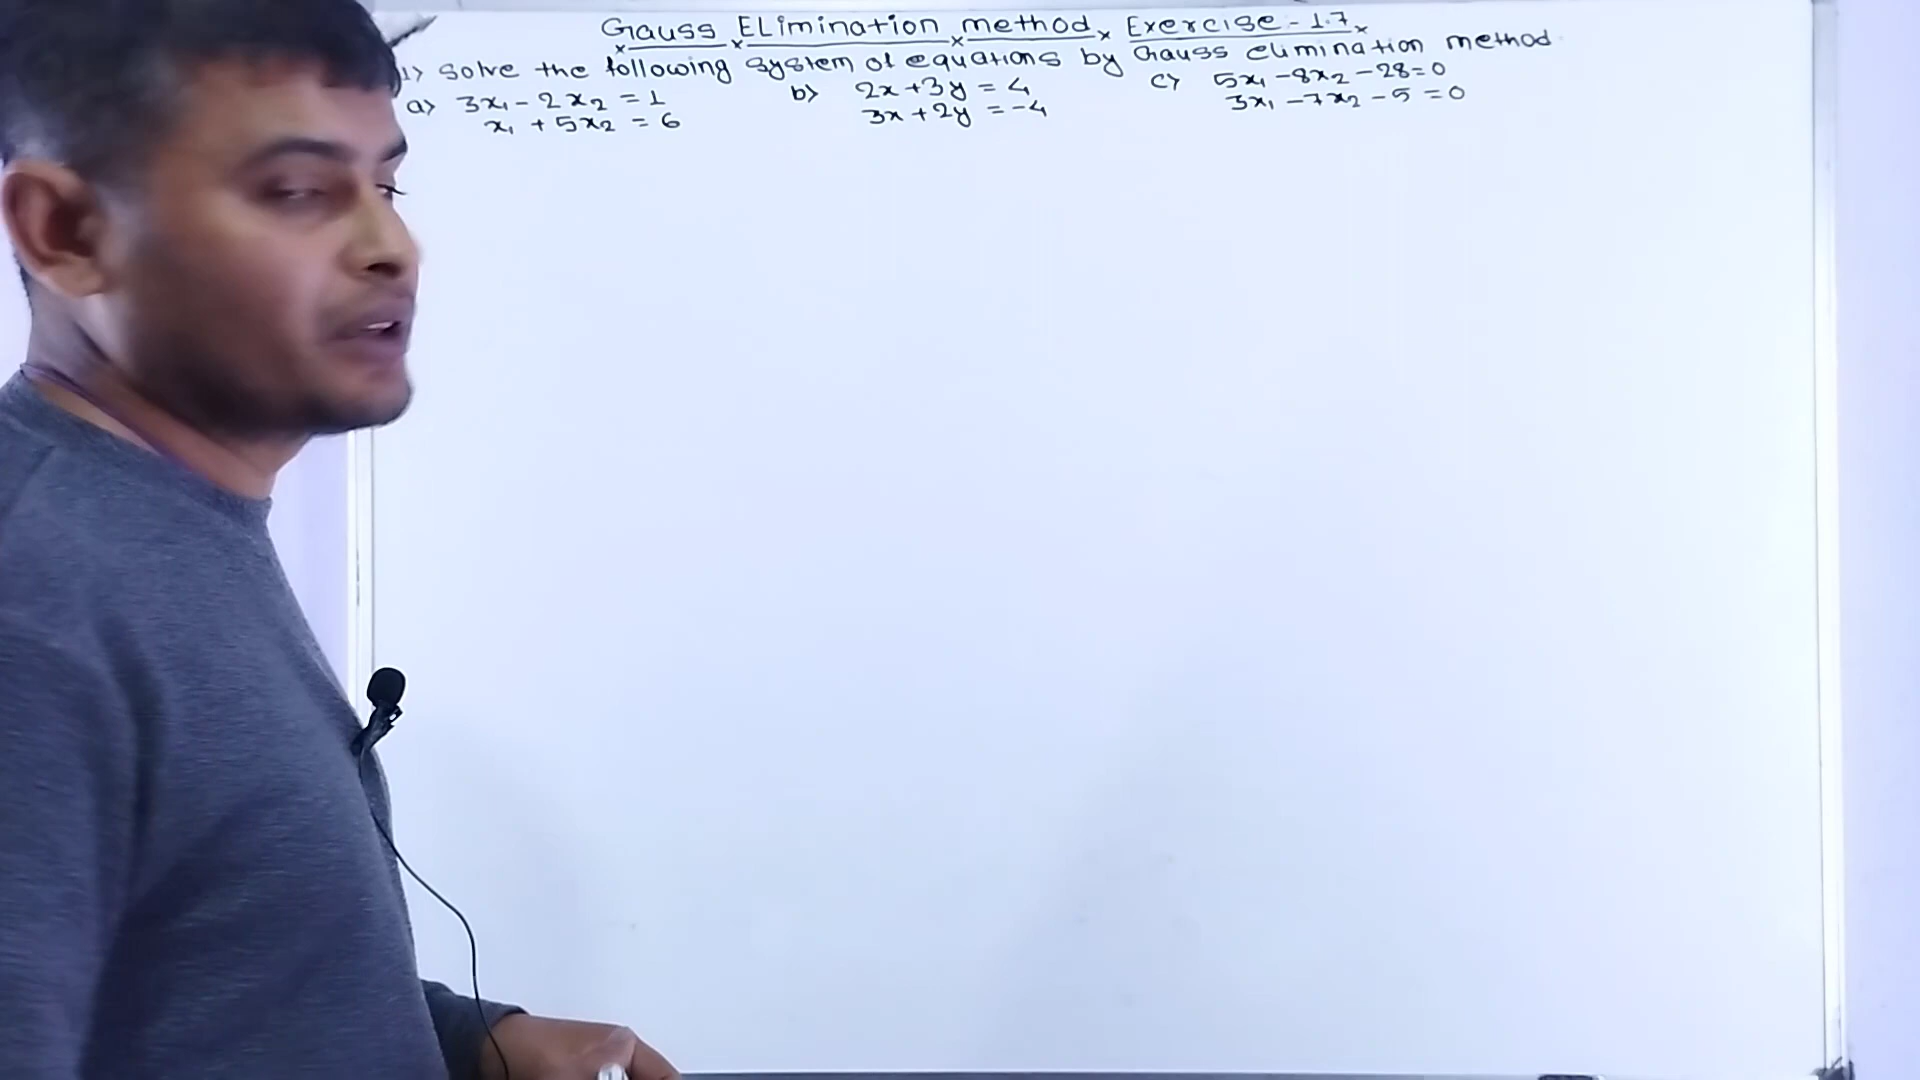 Gauss Elimination method Exercise - 1.7
1) solve the following system of equations by Gauss elimination method.
a) 3x₁ - 2x₂ = 1
x₁ + 5x₂ = 6
b) 2x + 3y = 4
3x + 2y = -4
c) 5x₁ - 8x₂ - 28 = 0
3x₁ - 7x₂ - 5 = 0